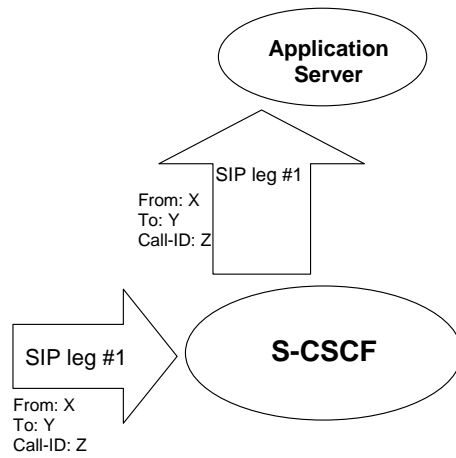 Application
Server
SIP leg #1
From: X
To: Y
Call-ID: Z
S-CSCF
SIP leg #1
From: X
To: Y
Call-ID: Z